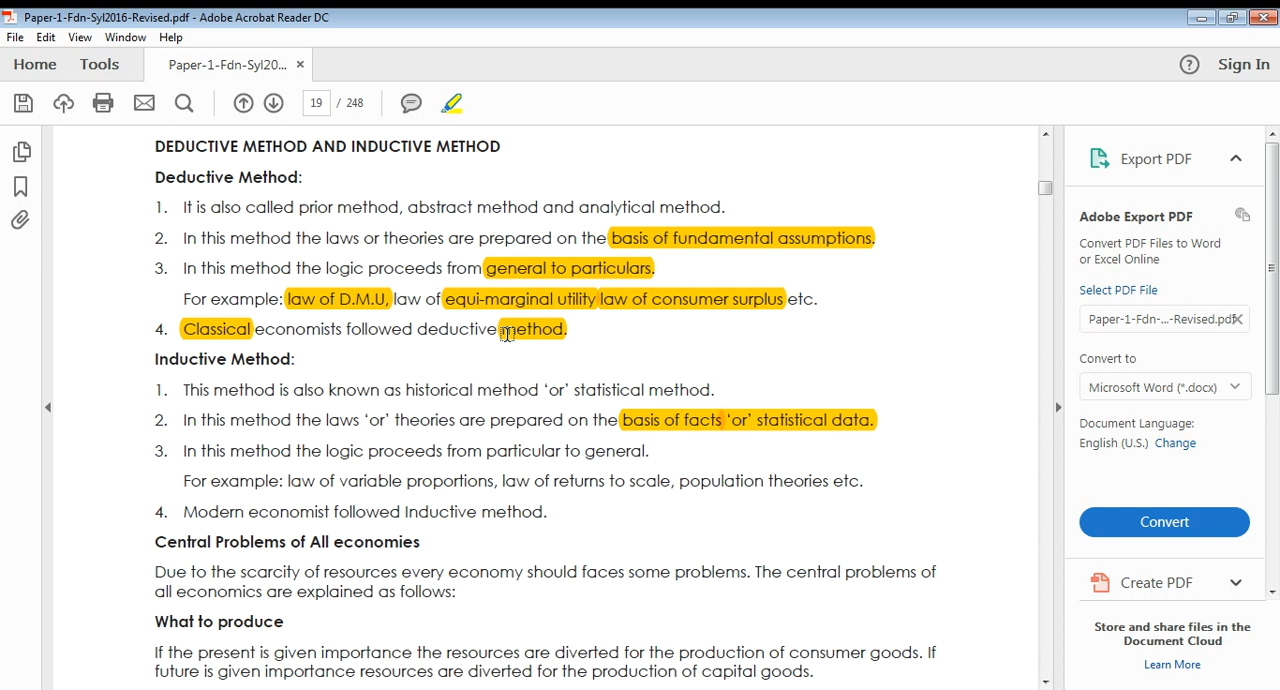 Paper-1-Fdn-Syl2016-Revised.pdf - Adobe Acrobat Reader DC
File Edit View Window Help
Home Tools Paper-1-Fdn-Syl20... × Sign In
19 / 248
DEDUCTIVE METHOD AND INDUCTIVE METHOD
Deductive Method:
1. It is also called prior method, abstract method and analytical method.
2. In this method the laws or theories are prepared on the basis of fundamental assumptions.
3. In this method the logic proceeds from general to particulars.
For example: law of D.M.U, law of equi-marginal utility law of consumer surplus etc.
4. Classical economists followed deductive method.
Inductive Method:
1. This method is also known as historical method ‘or’ statistical method.
2. In this method the laws ‘or’ theories are prepared on the basis of facts ‘or’ statistical data.
3. In this method the logic proceeds from particular to general.
For example: law of variable proportions, law of returns to scale, population theories etc.
4. Modern economist followed Inductive method.
Central Problems of All economies
Due to the scarcity of resources every economy should faces some problems. The central problems of
all economics are explained as follows:
What to produce
If the present is given importance the resources are diverted for the production of consumer goods. If
future is given importance resources are diverted for the production of capital goods.
Export PDF
Adobe Export PDF
Convert PDF Files to Word
or Excel Online
Select PDF File
Paper-1-Fdn-...-Revised.pdf
Convert to
Microsoft Word (*.docx)
Document Language:
English (U.S.) Change
Convert
Create PDF
Store and share files in the
Document Cloud
Learn More